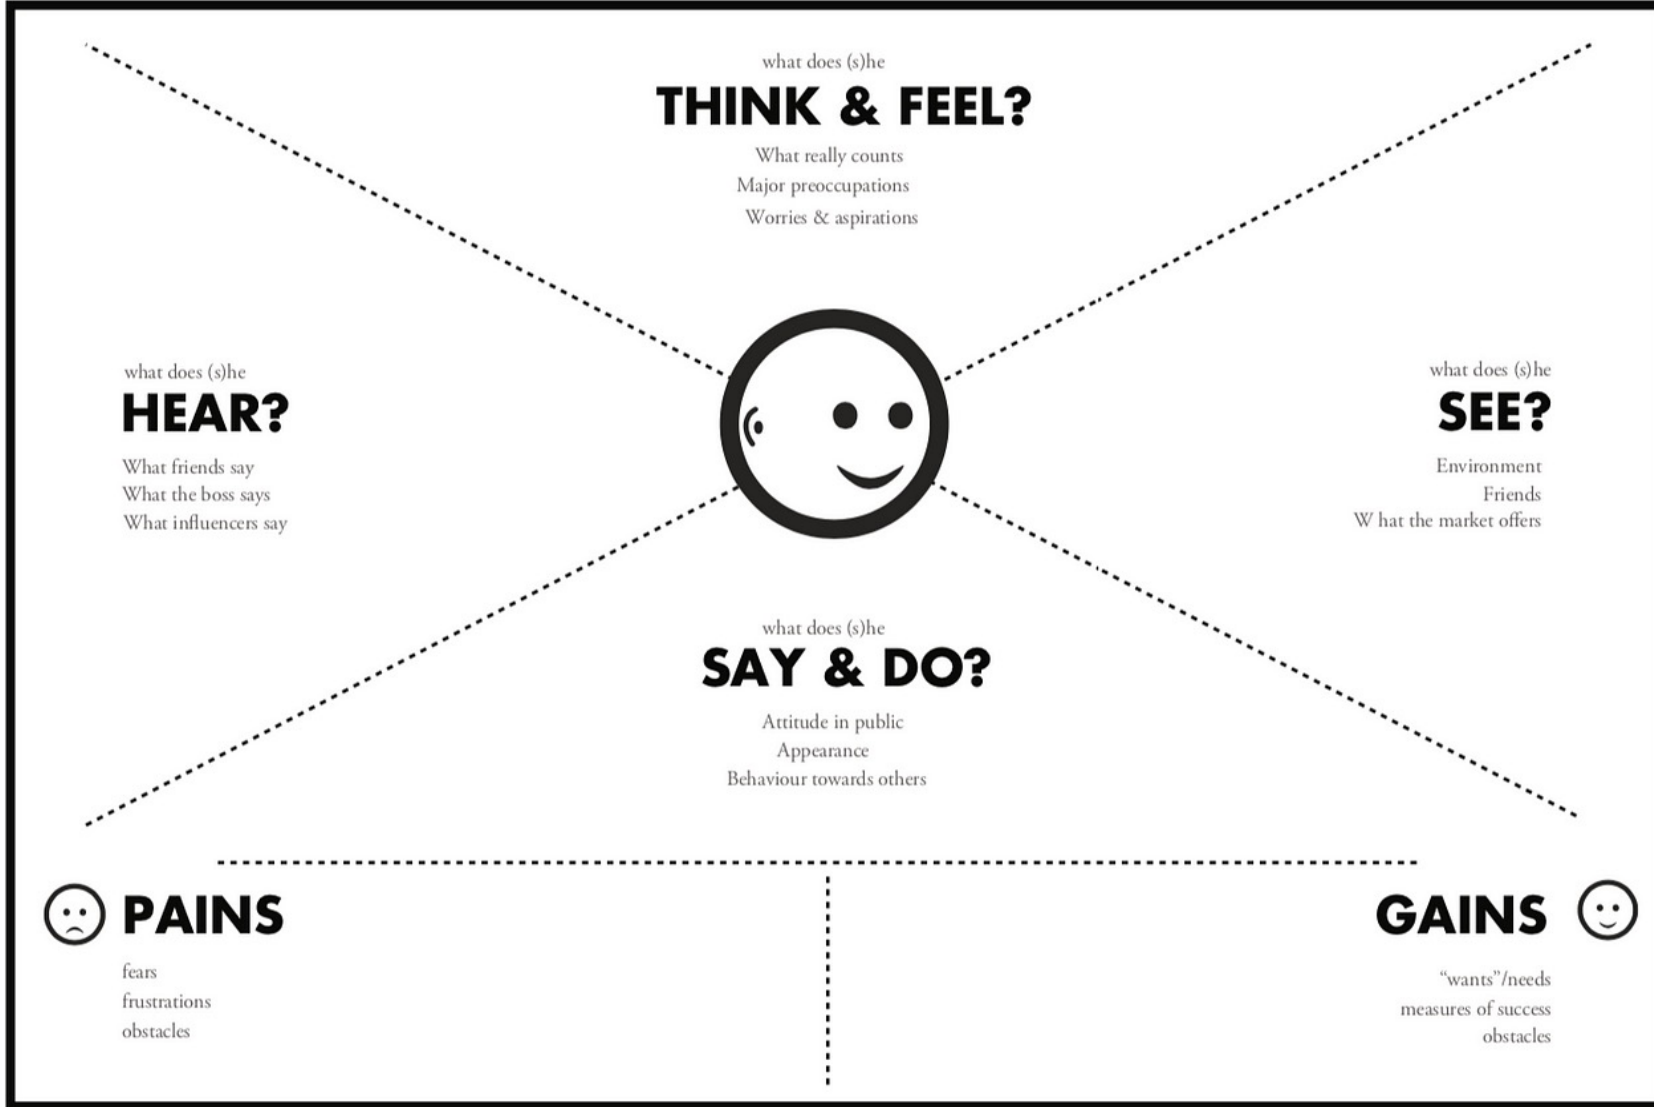 what does (s)he
THINK & FEEL?
What really counts
Major preoccupations
Worries & aspirations
what does (s)he
HEAR?
What friends say
What the boss says
What influencers say
what does (s)he
SEE?
Environment
Friends
W hat the market offers
what does (s)he
SAY & DO?
Attitude in public
Appearance
Behaviour towards others
PAINS
fears
frustrations
obstacles
GAINS
“wants”/needs
measures of success
obstacles